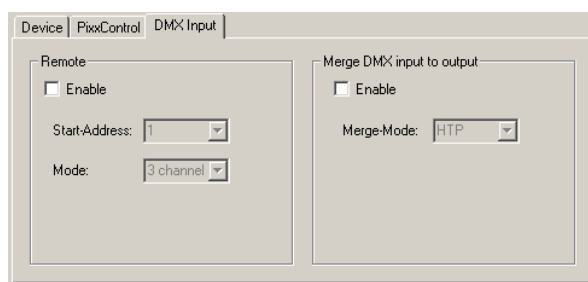 Device PixxControl DMX Input
Remote
Enable
Start-Address: 1
Mode: 3 channel
Merge DMX input to output
Enable
Merge-Mode: HTP